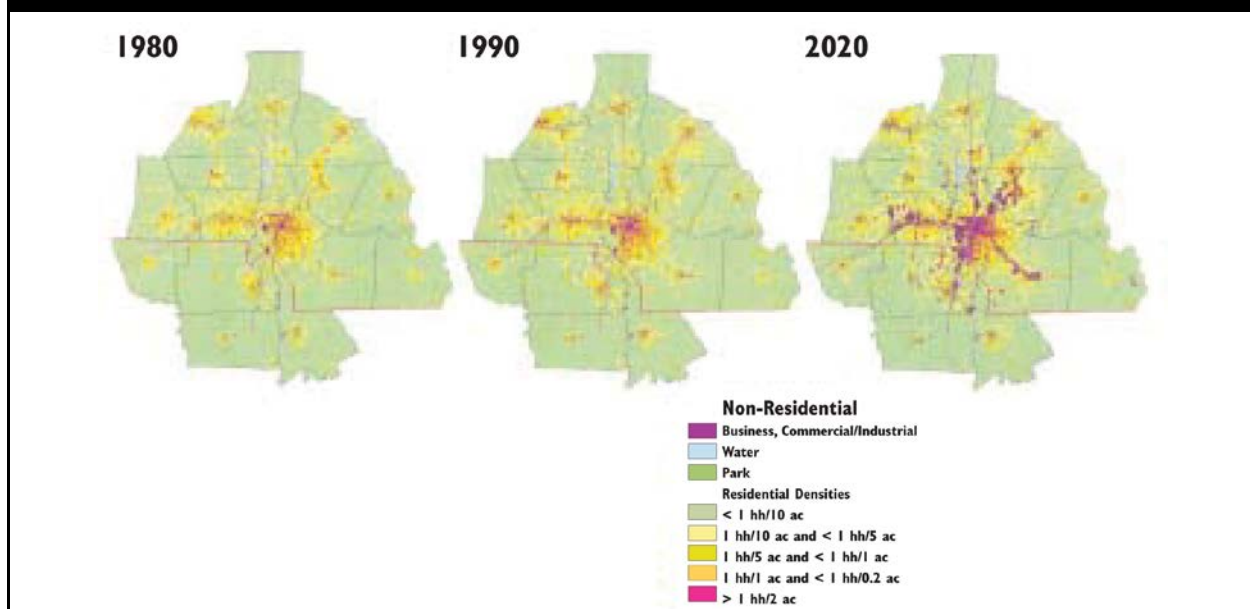 1980
1990
2020
Non-Residential
Business, Commercial/Industrial
Water
Park
Residential Densities
< 1 hh/10 ac
1 hh/10 ac and < 1 hh/5 ac
1 hh/5 ac and < 1 hh/1 ac
1 hh/1 ac and < 1 hh/0.2 ac
> 1 hh/2 ac